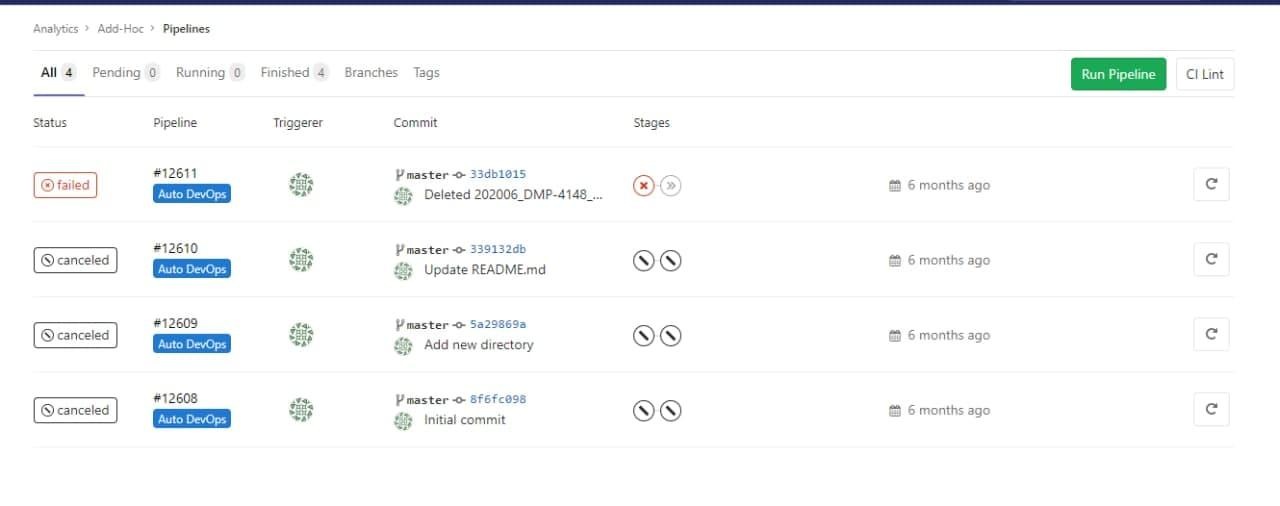 Analytics > Add-Hoc > Pipelines
All 4 Pending 0 Running 0 Finished 4 Branches Tags Run Pipeline CI Lint
Status Pipeline Triggerer Commit Stages
failed #12611 Auto DevOps master 33db1015 6 months ago
Deleted 202006_DMP-4148_...
canceled #12610 Auto DevOps master 339132db 6 months ago
Update README.md
canceled #12609 Auto DevOps master 5a29869a 6 months ago
Add new directory
canceled #12608 Auto DevOps master 8f6fc098 6 months ago
Initial commit